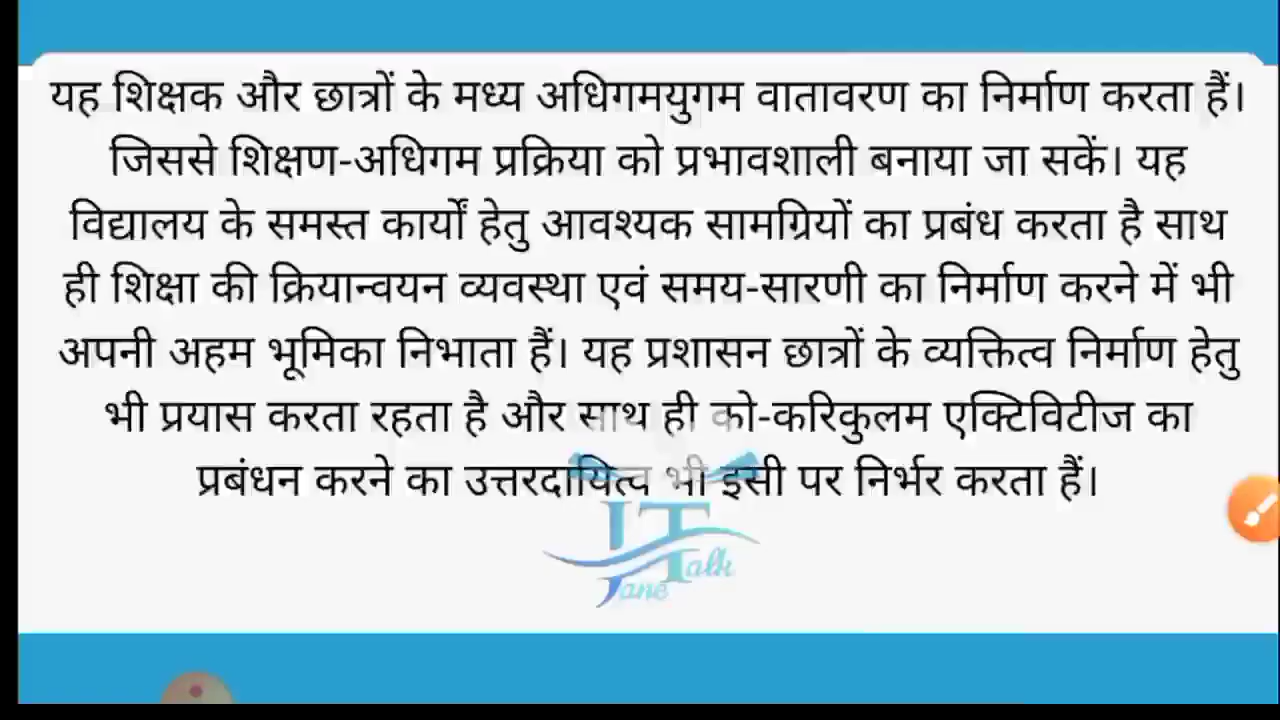 यह शिक्षक और छात्रों के मध्य अधिगमयुगम वातावरण का निर्माण करता हैं।
जिससे शिक्षण-अधिगम प्रक्रिया को प्रभावशाली बनाया जा सकें। यह
विद्यालय के समस्त कार्यों हेतु आवश्यक सामग्रियों का प्रबंध करता है साथ
ही शिक्षा की क्रियान्वयन व्यवस्था एवं समय-सारणी का निर्माण करने में भी
अपनी अहम भूमिका निभाता हैं। यह प्रशासन छात्रों के व्यक्तित्व निर्माण हेतु
भी प्रयास करता रहता है और साथ ही को-करिकुलम एक्टिविटीज का
प्रबंधन करने का उत्तरदायित्व भी इसी पर निर्भर करता हैं।
JT
Jane Talk